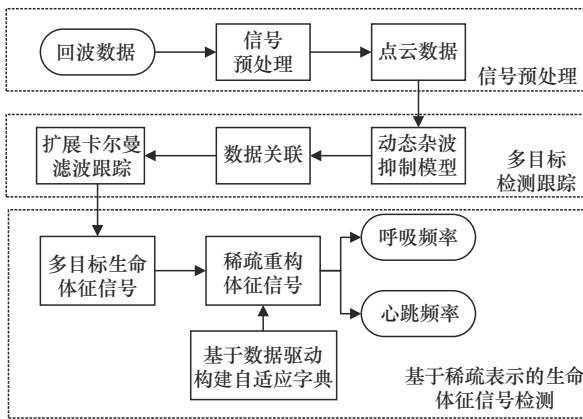 回波数据
信号
预处理
点云数据
信号预处理
扩展卡尔曼
滤波跟踪
数据关联
动态杂波
抑制模型
多目标
检测跟踪
多目标生命
体征信号
稀疏重构
体征信号
呼吸频率
心跳频率
基于数据驱动
构建自适应字典
基于稀疏表示的生命
体征信号检测